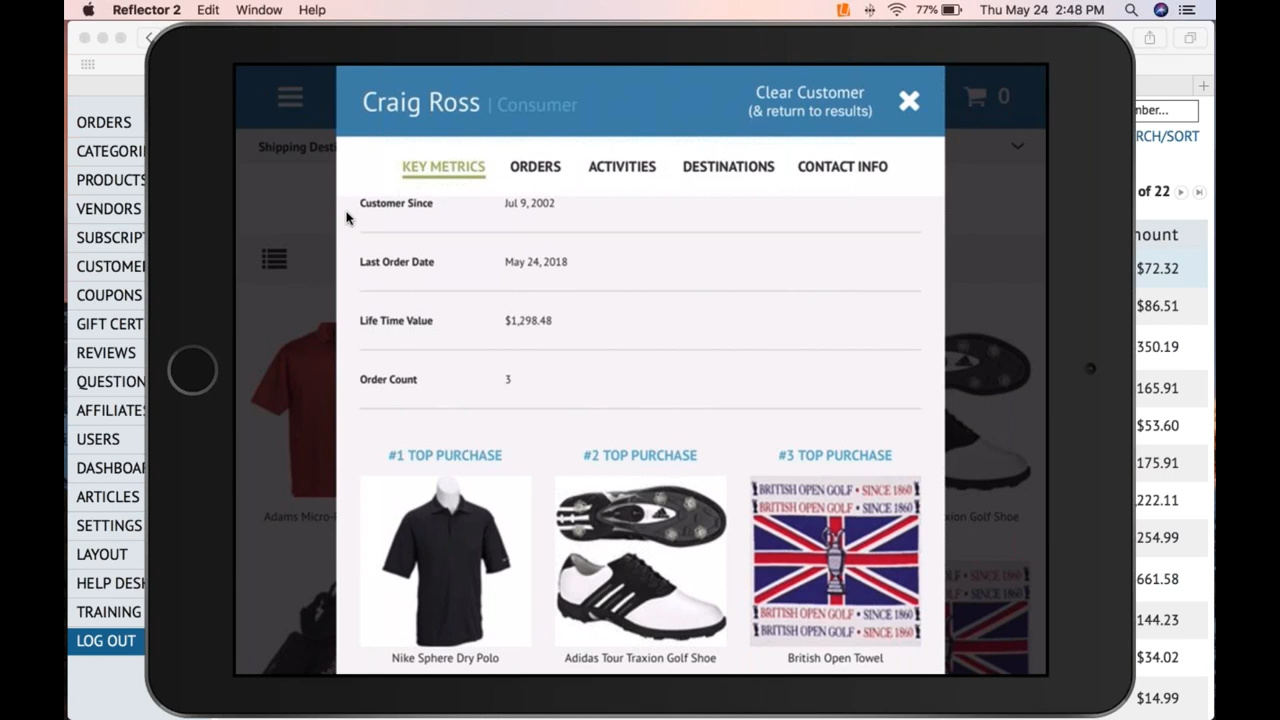 Reflector 2 Edit Window Help 77% Thu May 24 2:48 PM
ORDERS
CATEGORI
PRODUCTS
VENDORS
SUBSCRIP
CUSTOME
COUPONS
GIFT CERT
REVIEWS
QUESTION
AFFILIATES
USERS
DASHBOA
ARTICLES
SETTINGS
LAYOUT
HELP DESK
TRAINING
LOG OUT
Craig Ross | Consumer
Clear Customer
(& return to results)
0
Shipping Desti
KEY METRICS ORDERS ACTIVITIES DESTINATIONS CONTACT INFO
Customer Since Jul 9, 2002
Last Order Date May 24, 2018
Life Time Value $1,298.48
Order Count 3
#1 TOP PURCHASE #2 TOP PURCHASE #3 TOP PURCHASE
BRITISH OPEN GOLF • SINCE 1860
BRITISH OPEN GOLF • SINCE 1860
BRITISH OPEN GOLF • SINCE 1860
BRITISH OPEN GOLF • SINCE 1860
Nike Sphere Dry Polo Adidas Tour Traxion Golf Shoe British Open Towel
Adams Micro-
xion Golf Shoe
nber...
RCH/SORT
of 22
nount
$72.32
$86.51
350.19
165.91
$53.60
175.91
,222.11
254.99
661.58
144.23
$34.02
$14.99